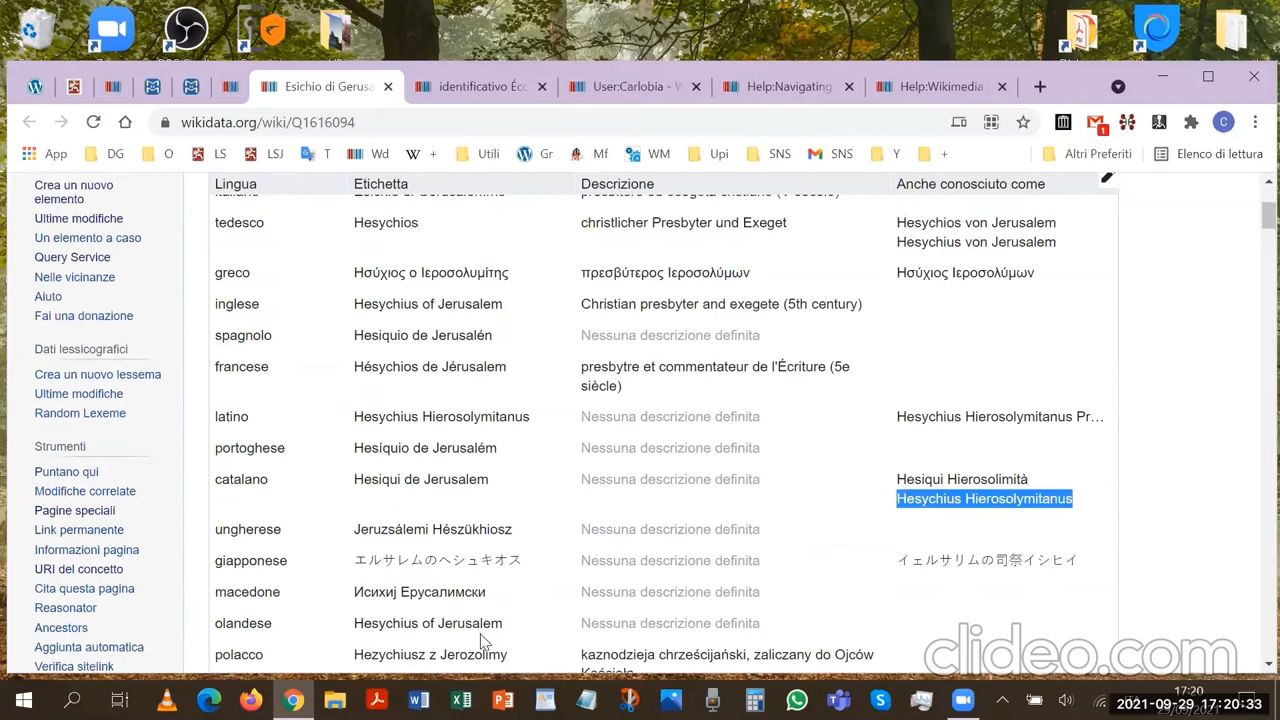 Esichio di Gerusa
identificativo Ecc
User:Carlobia - W
Help:Navigating
Help:Wikimedia
wikidata.org/wiki/Q1616094
App
DG
O
LS
LSJ
T
Wd
+
Utili
Gr
Mf
WM
Upi
SNS
SNS
Y
+
Altri Preferiti
Elenco di lettura
Crea un nuovo
elemento
Ultime modifiche
Un elemento a caso
Query Service
Nelle vicinanze
Aiuto
Fai una donazione
Dati lessicografici
Crea un nuovo lessema
Ultime modifiche
Random Lexeme
Strumenti
Puntano qui
Modifiche correlate
Pagine speciali
Link permanente
Informazioni pagina
URI del concetto
Cita questa pagina
Reasonator
Ancestors
Aggiunta automatica
Verifica sitelink
Lingua Etichetta Descrizione Anche conosciuto come
tedesco Hesychios christlicher Presbyter und Exeget Hesychios von Jerusalem
Hesychius von Jerusalem
greco Ησύχιος ο Ιεροσολυμίτης πρεσβύτερος Ιεροσολύμων Ησύχιος Ιεροσολύμων
inglese Hesychius of Jerusalem Christian presbyter and exegete (5th century)
spagnolo Hesiquio de Jerusalén Nessuna descrizione definita
francese Hésychios de Jérusalem presbytre et commentateur de l'Écriture (5e
siècle)
latino Hesychius Hierosolymitanus Nessuna descrizione definita Hesychius Hierosolymitanus Pr…
portoghese Hesíquio de Jerusalém Nessuna descrizione definita
catalano Hesiqui de Jerusalem Nessuna descrizione definita Hesiqui Hierosolimità
Hesychius Hierosolymitanus
ungherese Jeruzsálemi Hészükhiosz Nessuna descrizione definita
giapponese エルサレムのヘシュキオス Nessuna descrizione definita イェルサリムの司祭イシヒイ
macedone Исихиј Ерусалимски Nessuna descrizione definita
olandese Hesychius of Jerusalem Nessuna descrizione definita
polacco Hezychiusz z Jerozolimy kaznodzieja chrześcijański, zaliczany do Ojców
clideo.com
17:20
2021-09-29 17:20:33